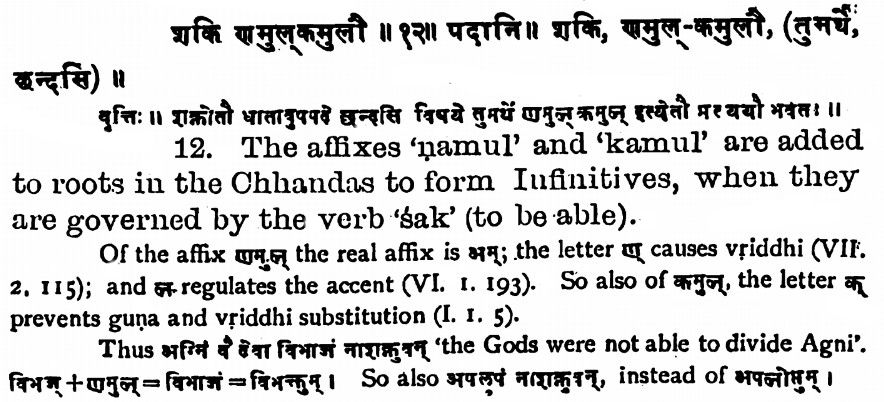 शकि णमुल्कमुलौ ॥ १२ ॥ पदानि ॥ शकि, णमुल्-कमुलौ, (तुमर्थे,
छन्दसि) ॥
वृत्तिः ॥ शक्नोतौ धातावुपपदे छन्दसि विषये तुमर्थे णमुल् कमुल् इत्येतौ प्रत्ययौ भवतः ॥
12. The affixes ‘ṇamul’ and ‘kamul’ are added
to roots in the Chhandas to form Infinitives, when they
are governed by the verb ‘śak’ (to be able).
Of the affix णमुल् the real affix is अम्; the letter ण् causes vṛiddhi (VII.
2. 115); and ल् regulates the accent (VI. 1. 193). So also of कमुल्, the letter क्
prevents guṇa and vṛiddhi substitution (I. 1. 5).
Thus अग्निं वै देवा विभाजं नाशक्नुवन् ‘the Gods were not able to divide Agni’.
विभज् + णमुल् = विभाजं = विभक्तुम् । So also अपलुपं नाशक्नुवन्, instead of अपलोप्तुम् ।